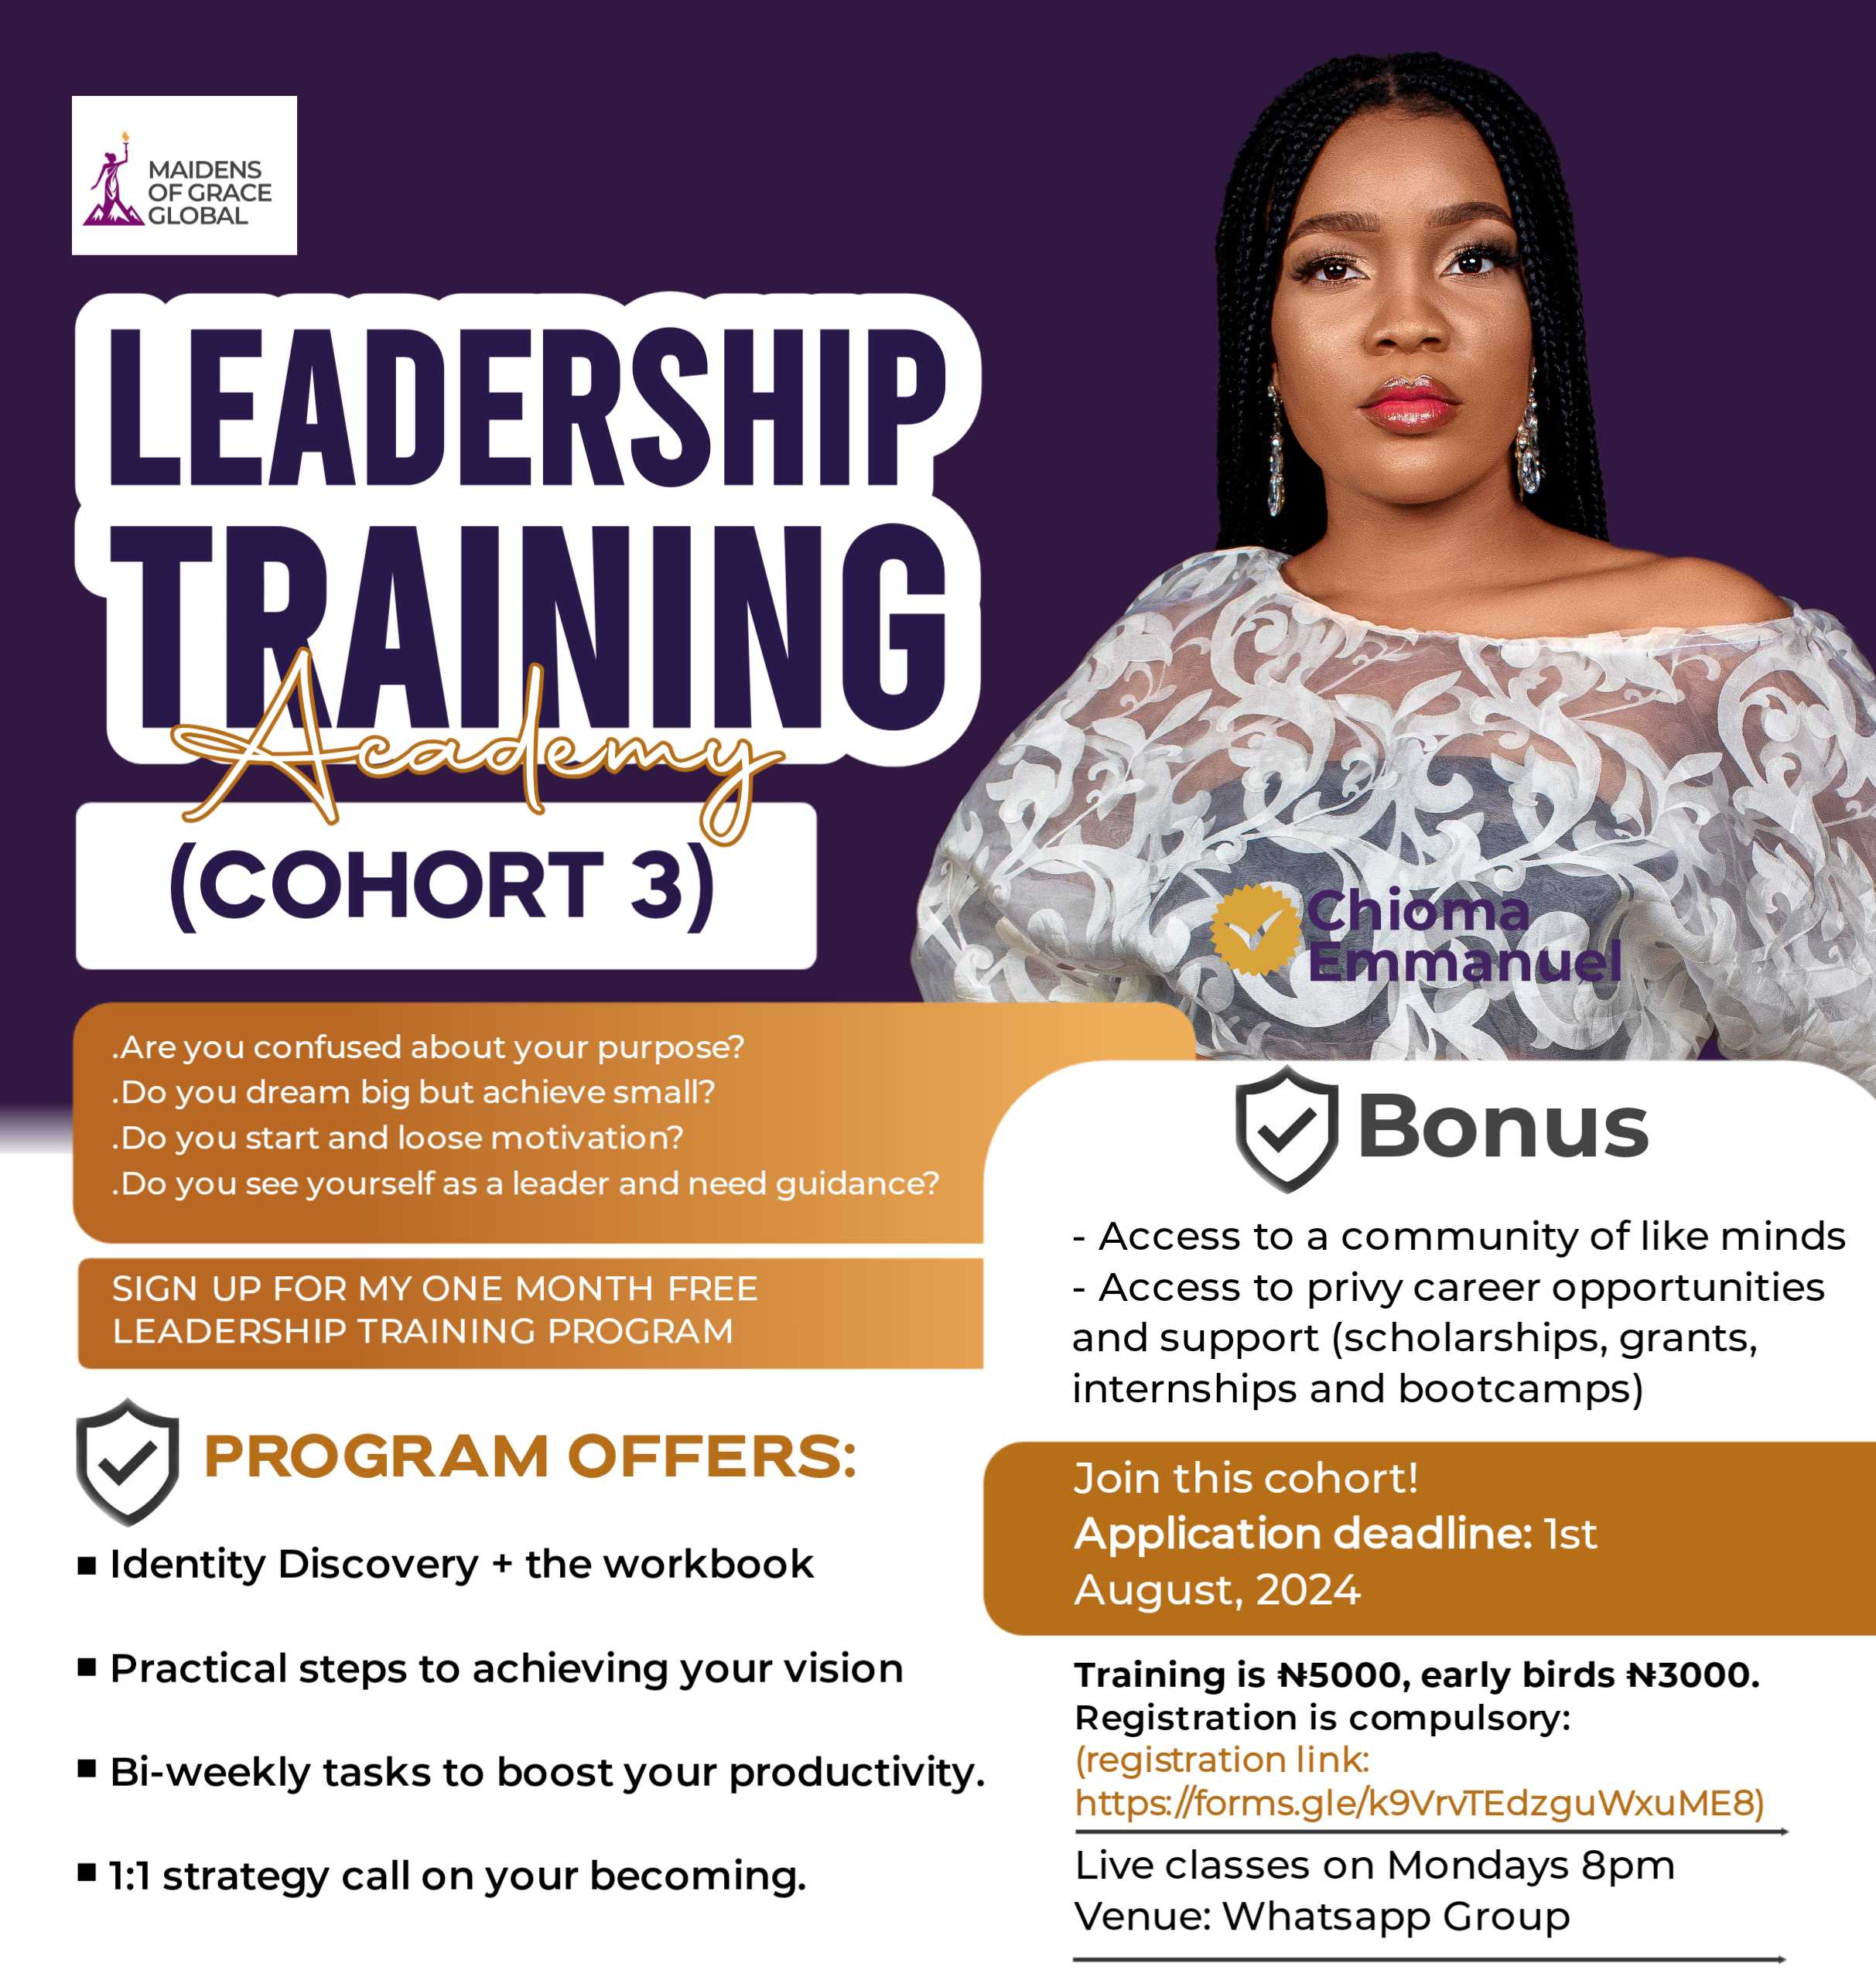 MAIDENS
OF GRACE
GLOBAL
LEADERSHIP
TRAINING
Academy
(COHORT 3)
Chioma
Emmanuel
.Are you confused about your purpose?
.Do you dream big but achieve small?
.Do you start and loose motivation?
.Do you see yourself as a leader and need guidance?
SIGN UP FOR MY ONE MONTH FREE
LEADERSHIP TRAINING PROGRAM
PROGRAM OFFERS:
▪ Identity Discovery + the workbook
▪ Practical steps to achieving your vision
▪ Bi-weekly tasks to boost your productivity.
▪ 1:1 strategy call on your becoming.
Bonus
- Access to a community of like minds
- Access to privy career opportunities
and support (scholarships, grants,
internships and bootcamps)
Join this cohort!
Application deadline: 1st
August, 2024
Training is ₦5000, early birds ₦3000.
Registration is compulsory:
(registration link:
https://forms.gle/k9VrvTEdzguWxuME8)
Live classes on Mondays 8pm
Venue: Whatsapp Group